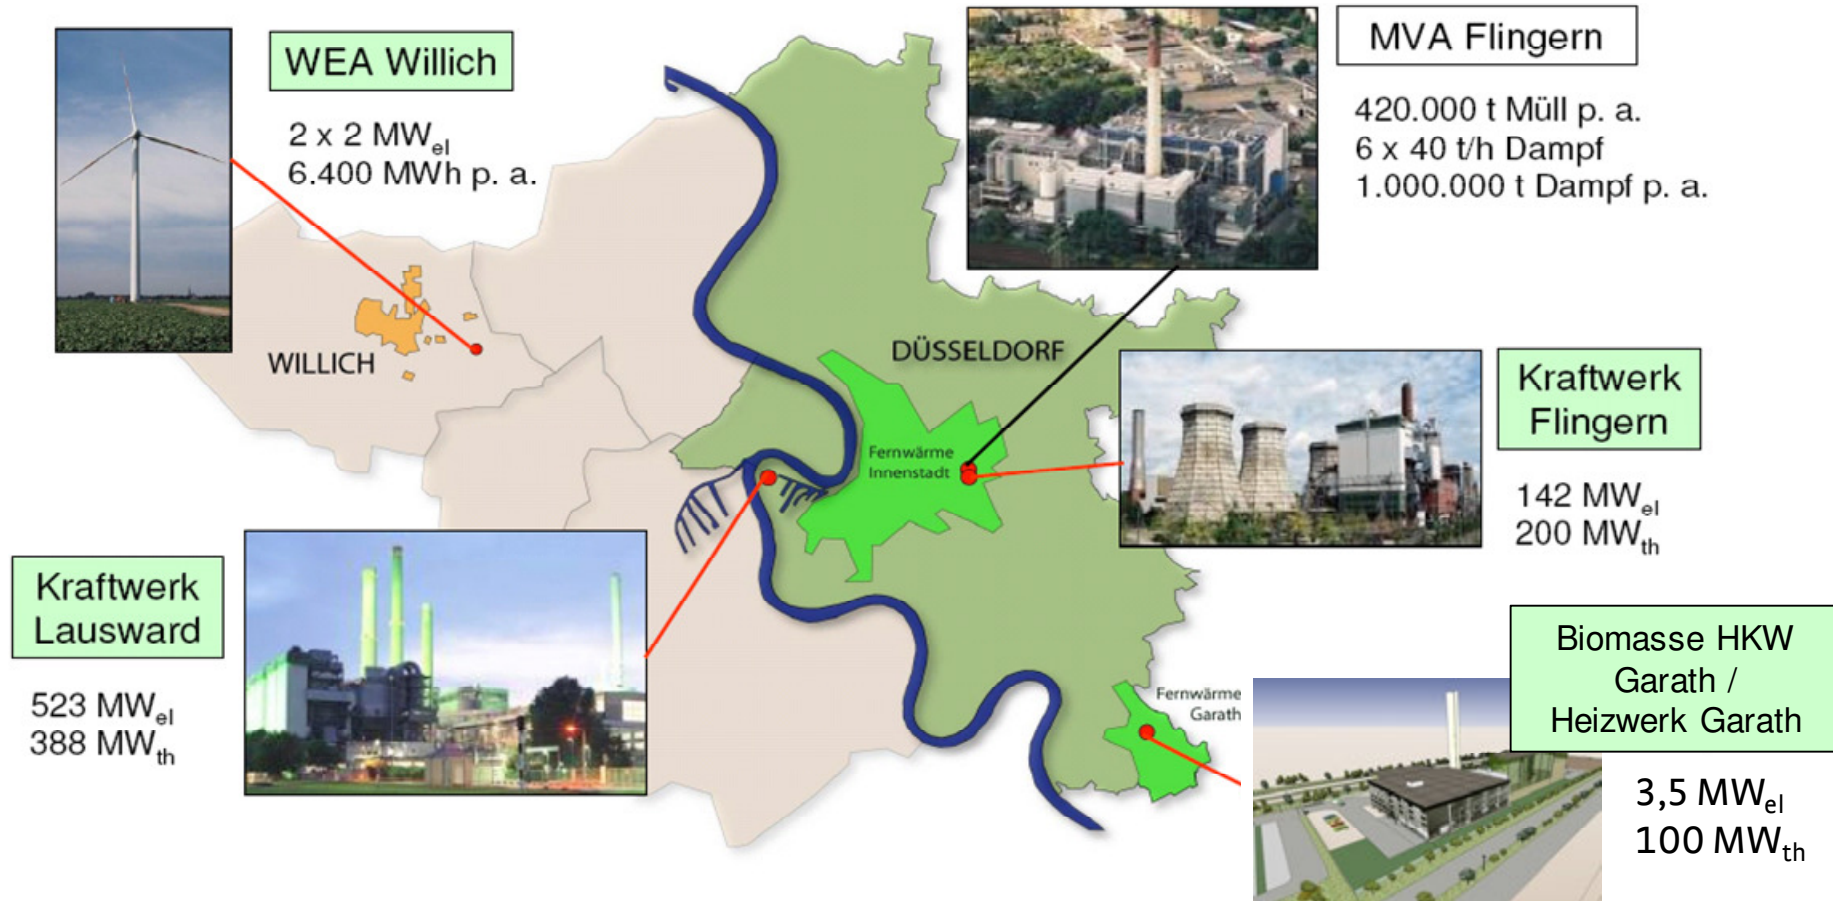 WEA Willich
2 x 2 MWel
6.400 MWh p. a.
MVA Flingern
420.000 t Müll p. a.
6 x 40 t/h Dampf
1.000.000 t Dampf p. a.
WILLICH
DÜSSELDORF
Fernwärme
Innenstadt
Kraftwerk
Flingern
142 MWel
200 MWth
Kraftwerk
Lausward
523 MWel
388 MWth
Fernwärme
Garath
Biomasse HKW
Garath /
Heizwerk Garath
3,5 MWel
100 MWth